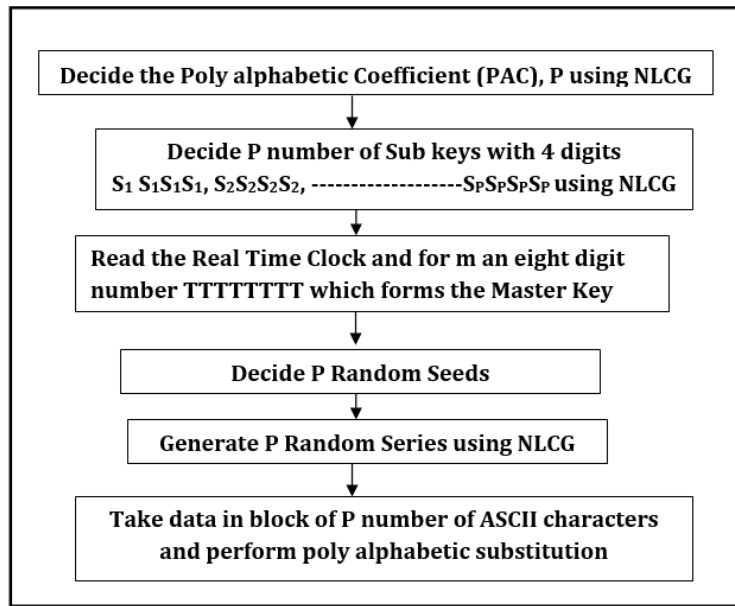 Decide the Poly alphabetic Coefficient (PAC), P using NLCG
Decide P number of Sub keys with 4 digits
S₁ S₁S₁S₁, S₂S₂S₂S₂, --------------------SₚSₚSₚSₚ using NLCG
Read the Real Time Clock and for m an eight digit
number TTTTTTTT which forms the Master Key
Decide P Random Seeds
Generate P Random Series using NLCG
Take data in block of P number of ASCII characters
and perform poly alphabetic substitution